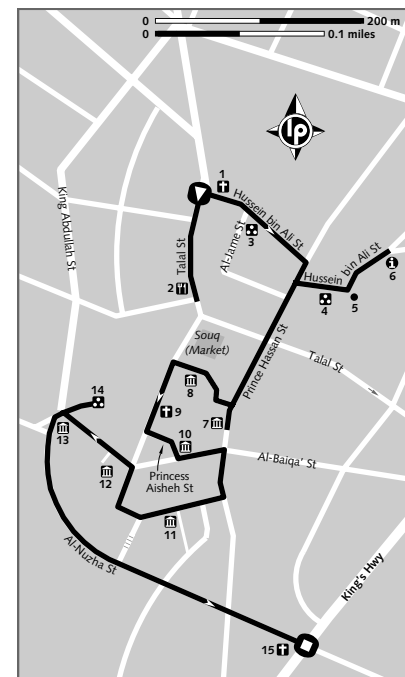 0 200 m
0 0.1 miles
lp
1
Hussein bin Ali St
King Abdullah St
Talal St
Al-Jame St
3
Hussein bin Ali St
6
2
4
5
Souq
(Market)
Prince Hassan St
Talal St
8
14
9
7
13
10
12
Princess
Aisheh St
Al-Baiqa' St
11
Al-Nuzha St
King's Hwy
15